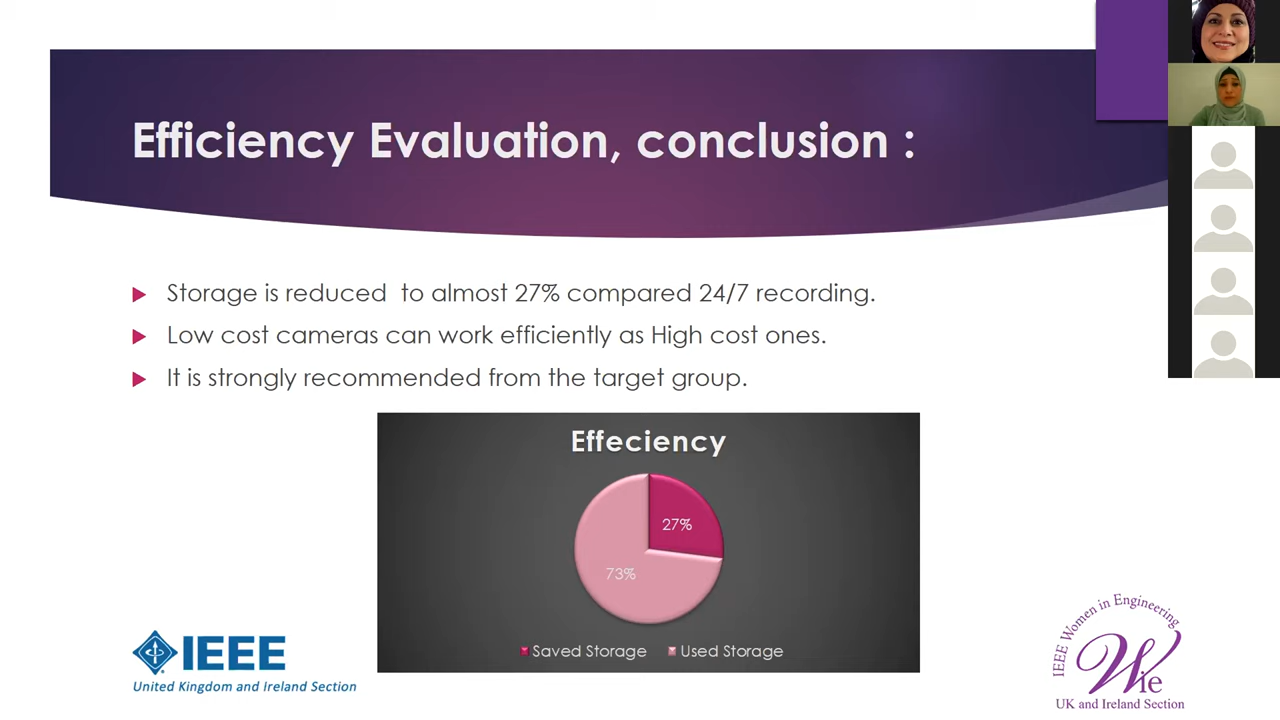 Efficiency Evaluation, conclusion :
Storage is reduced to almost 27% compared 24/7 recording.
Low cost cameras can work efficiently as High cost ones.
It is strongly recommended from the target group.
Effeciency
27%
73%
Saved Storage
Used Storage
IEEE
United Kingdom and Ireland Section
IEEE Women in Engineering
Wie
UK and Ireland Section